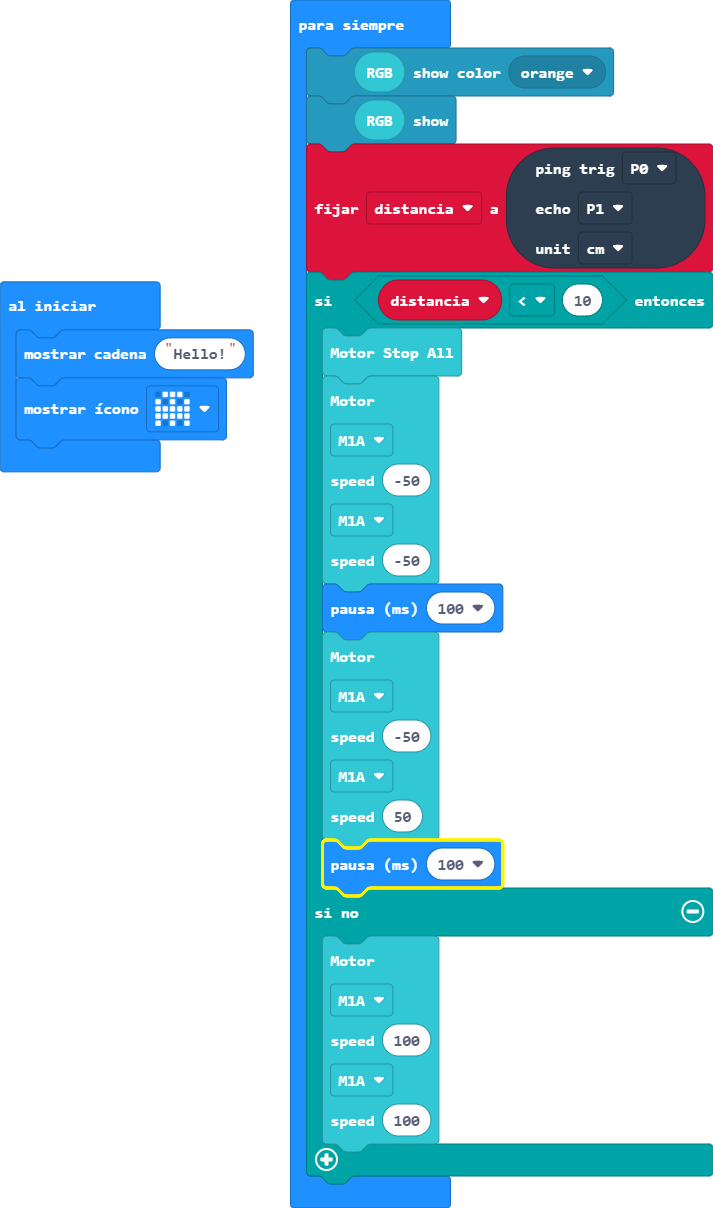 al iniciar
mostrar cadena "Hello!"
mostrar ícono
para siempre
RGB show color orange
RGB show
fijar distancia a
ping trig P0
echo P1
unit cm
si distancia < 10 entonces
Motor Stop All
Motor
M1A
speed -50
M1A
speed -50
pausa (ms) 100
Motor
M1A
speed -50
M1A
speed 50
pausa (ms) 100
si no
Motor
M1A
speed 100
M1A
speed 100